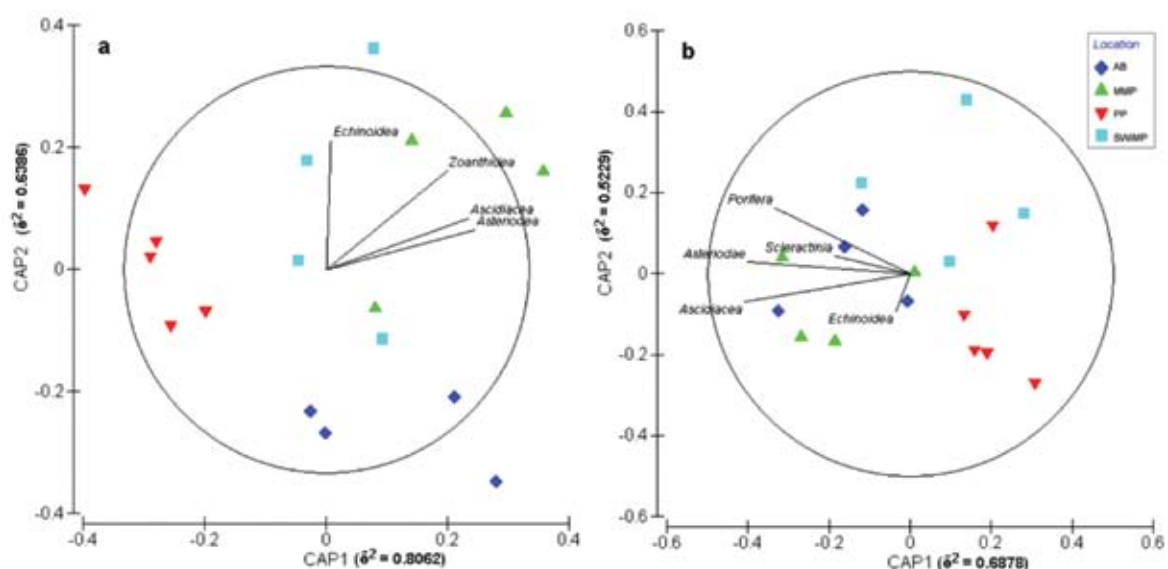 a
0.4
0.2
0
-0.2
-0.4
CAP2 (δ² = 0.6386)
Echinoidea
Zoanthidea
Ascidiacea
Asteriodea
-0.4 -0.2 0 0.2 0.4
CAP1 (δ² = 0.8062)
b
0.6
0.4
0.2
0
-0.2
-0.4
-0.6
CAP2 (δ² = 0.5229)
Porifera
Scleractinia
Asteriodae
Ascidiacea
Echinoidea
-0.6 -0.4 -0.2 0 0.2 0.4 0.6
CAP1 (δ² = 0.6878)
Location
AB
MMP
PP
SWMP